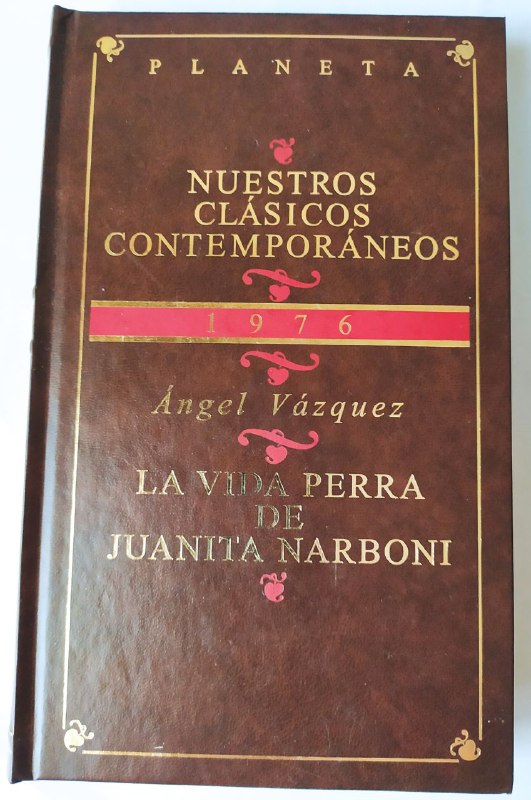 PLANETA
NUESTROS
CLÁSICOS
CONTEMPORÁNEOS
1976
Ángel Vázquez
LA VIDA PERRA
DE
JUANITA NARBONI